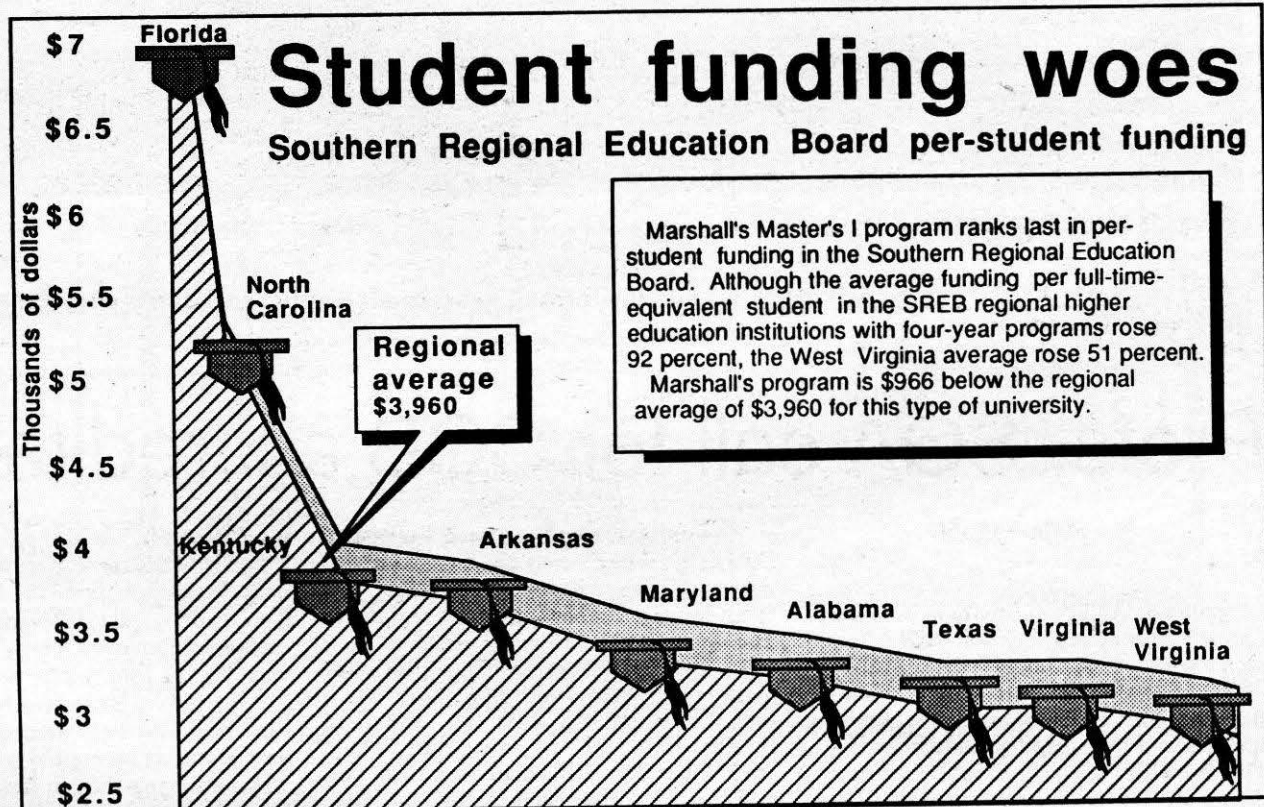 Student funding woes
Southern Regional Education Board per-student funding
Thousands of dollars
$7
$6.5
$6
$5.5
$5
$4.5
$4
$3.5
$3
$2.5
Florida
North
Carolina
Regional
average
$3,960
Marshall's Master's I program ranks last in per-
student funding in the Southern Regional Education
Board. Although the average funding per full-time-
equivalent student in the SREB regional higher
education institutions with four-year programs rose
92 percent, the West Virginia average rose 51 percent.
Marshall's program is $966 below the regional
average of $3,960 for this type of university.
Kentucky
Arkansas
Maryland
Alabama
Texas
Virginia
West
Virginia